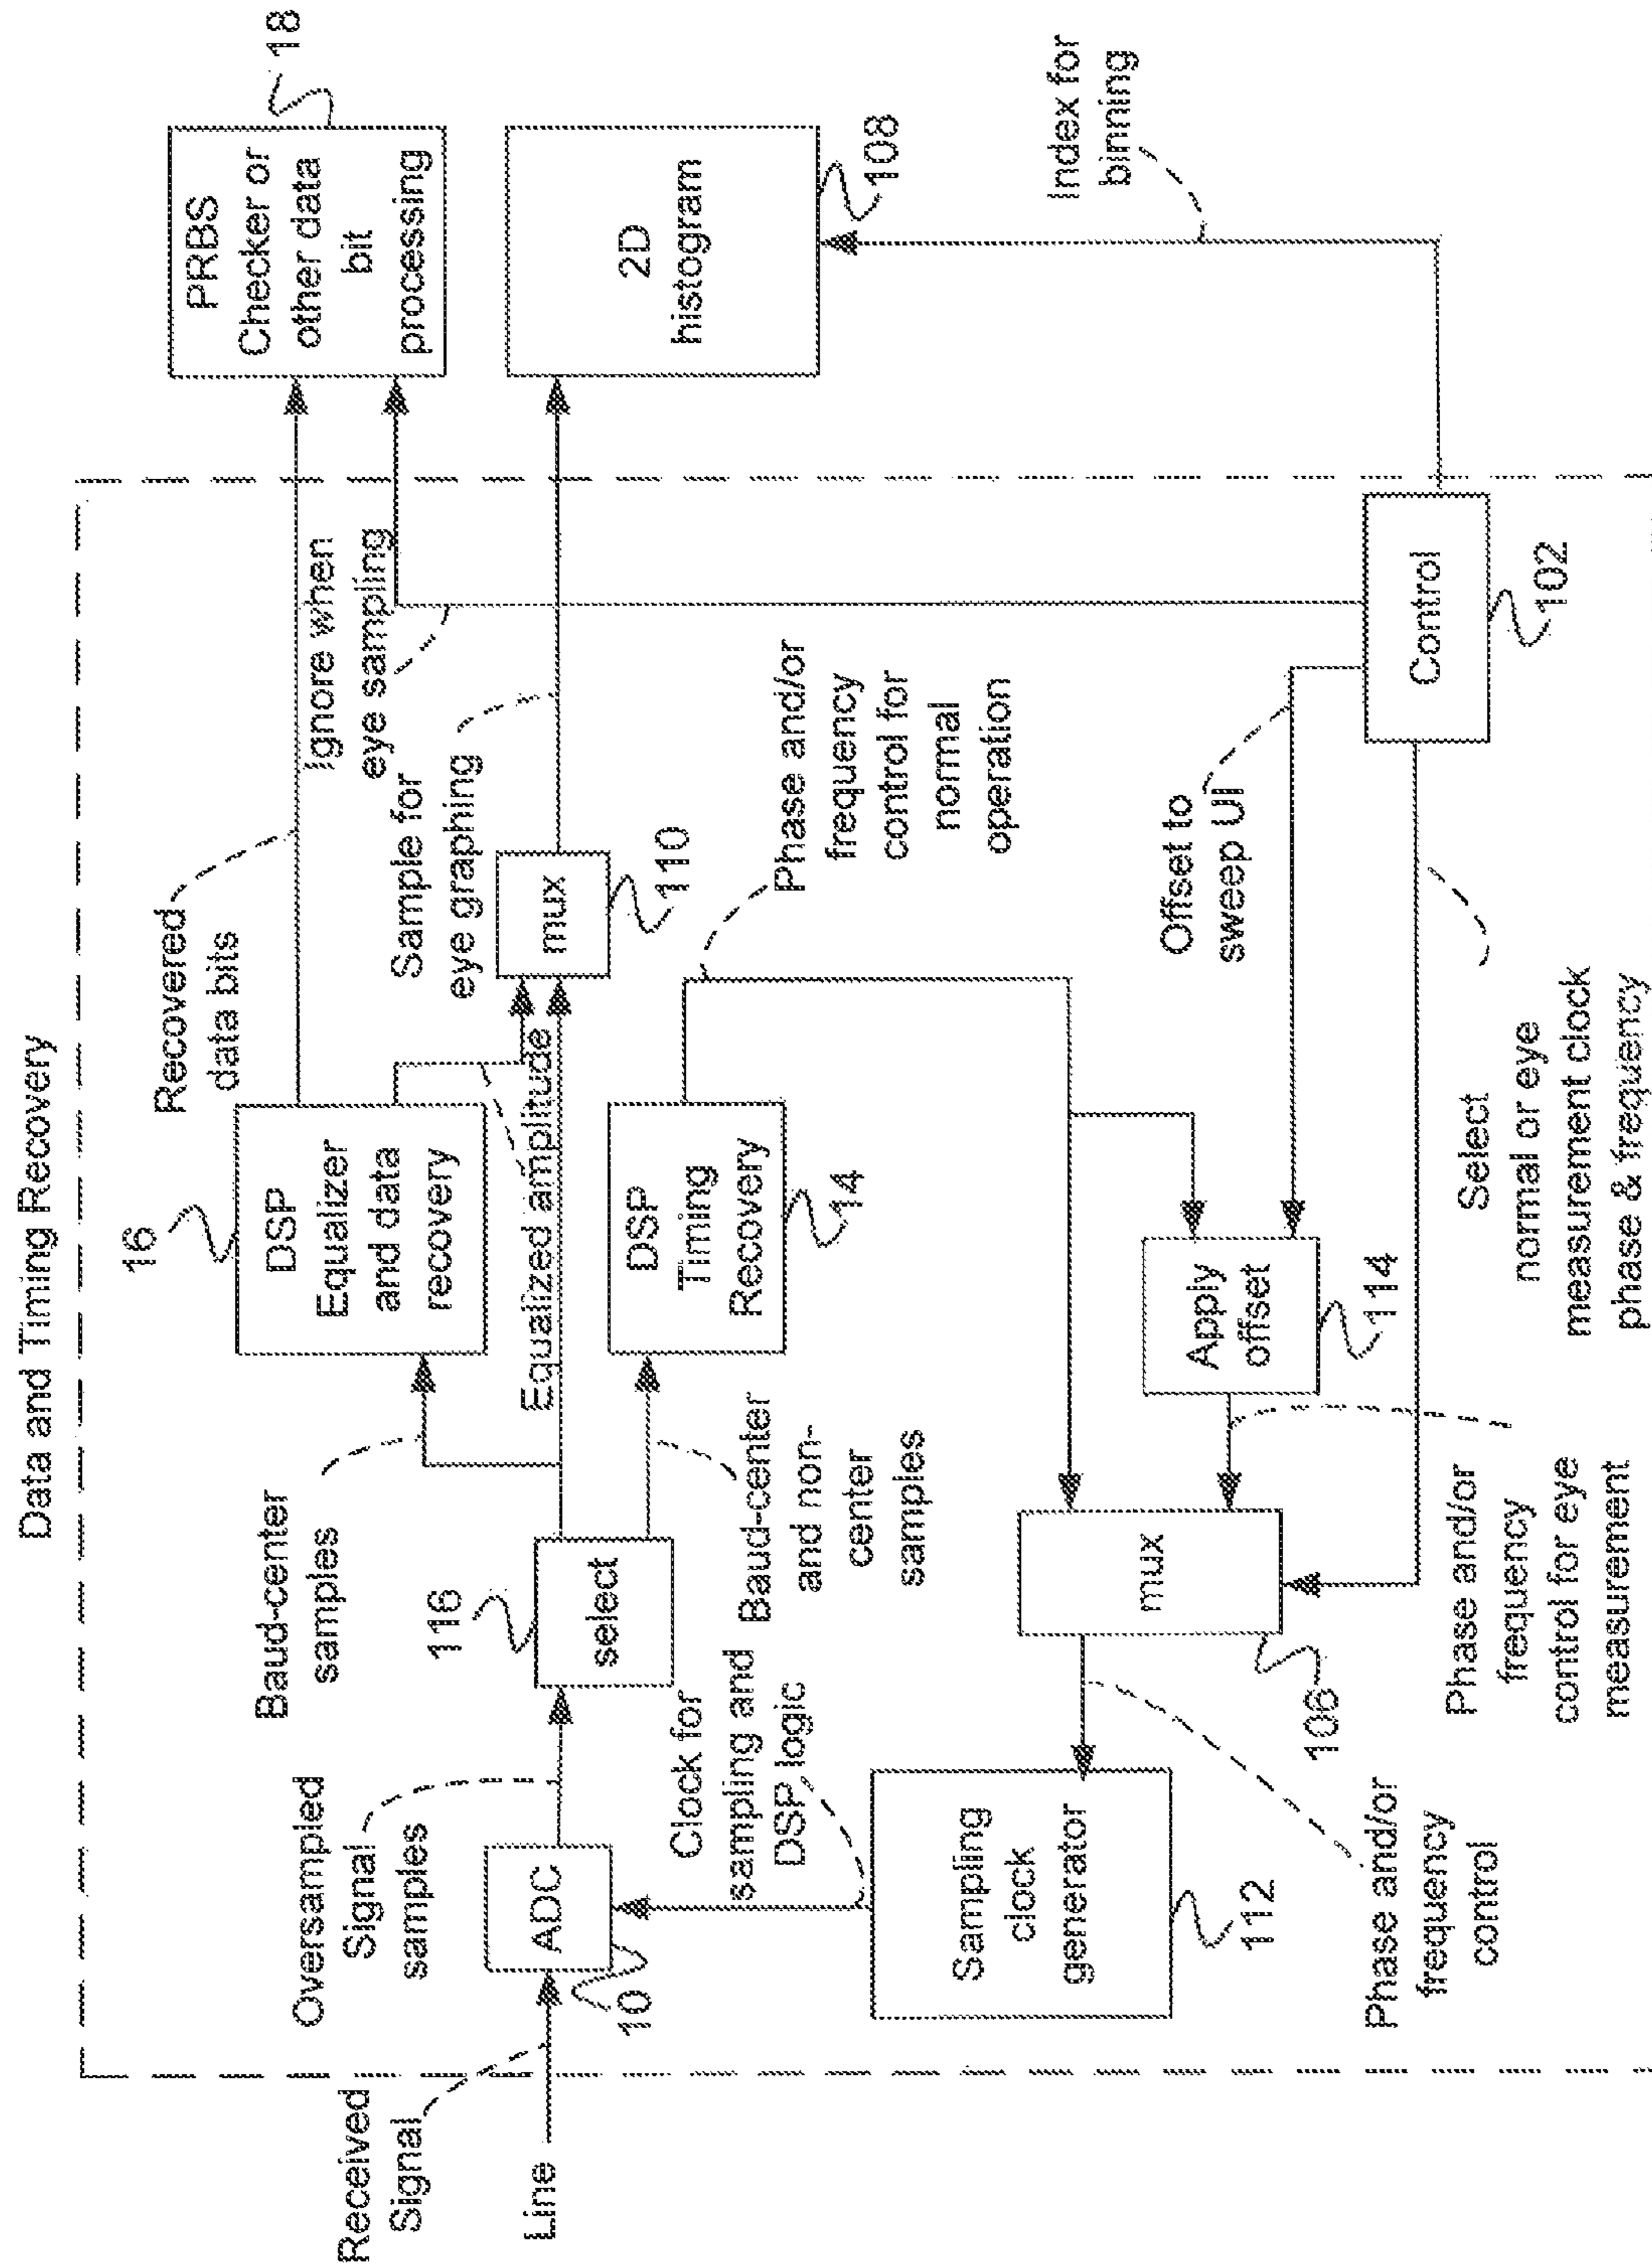 Data and Timing Recovery
Received
Signal
Line
Oversampled
Signal
samples
ADC
10
Baud-center
samples
116
select
Clock for
sampling and
DSP logic
Baud-center
and non-
center
samples
16
DSP
Equalizer
and data
recovery
Equalized amplitude
DSP
Timing
Recovery
14
Recovered
data bits
Sample for
eye graphing
mux
110
Ignore when
eye sampling
PRBS
Checker or
other data
bit
processing
18
2D
histogram
108
Index for
binning
Phase and/or
frequency
control for
normal
operation
Offset to
sweep UI
Control
102
Sampling
clock
generator
112
Phase and/or
frequency
control
mux
106
Apply
offset
114
Phase and/or
frequency
control for eye
measurement
Select
normal or eye
measurement clock
phase & frequency